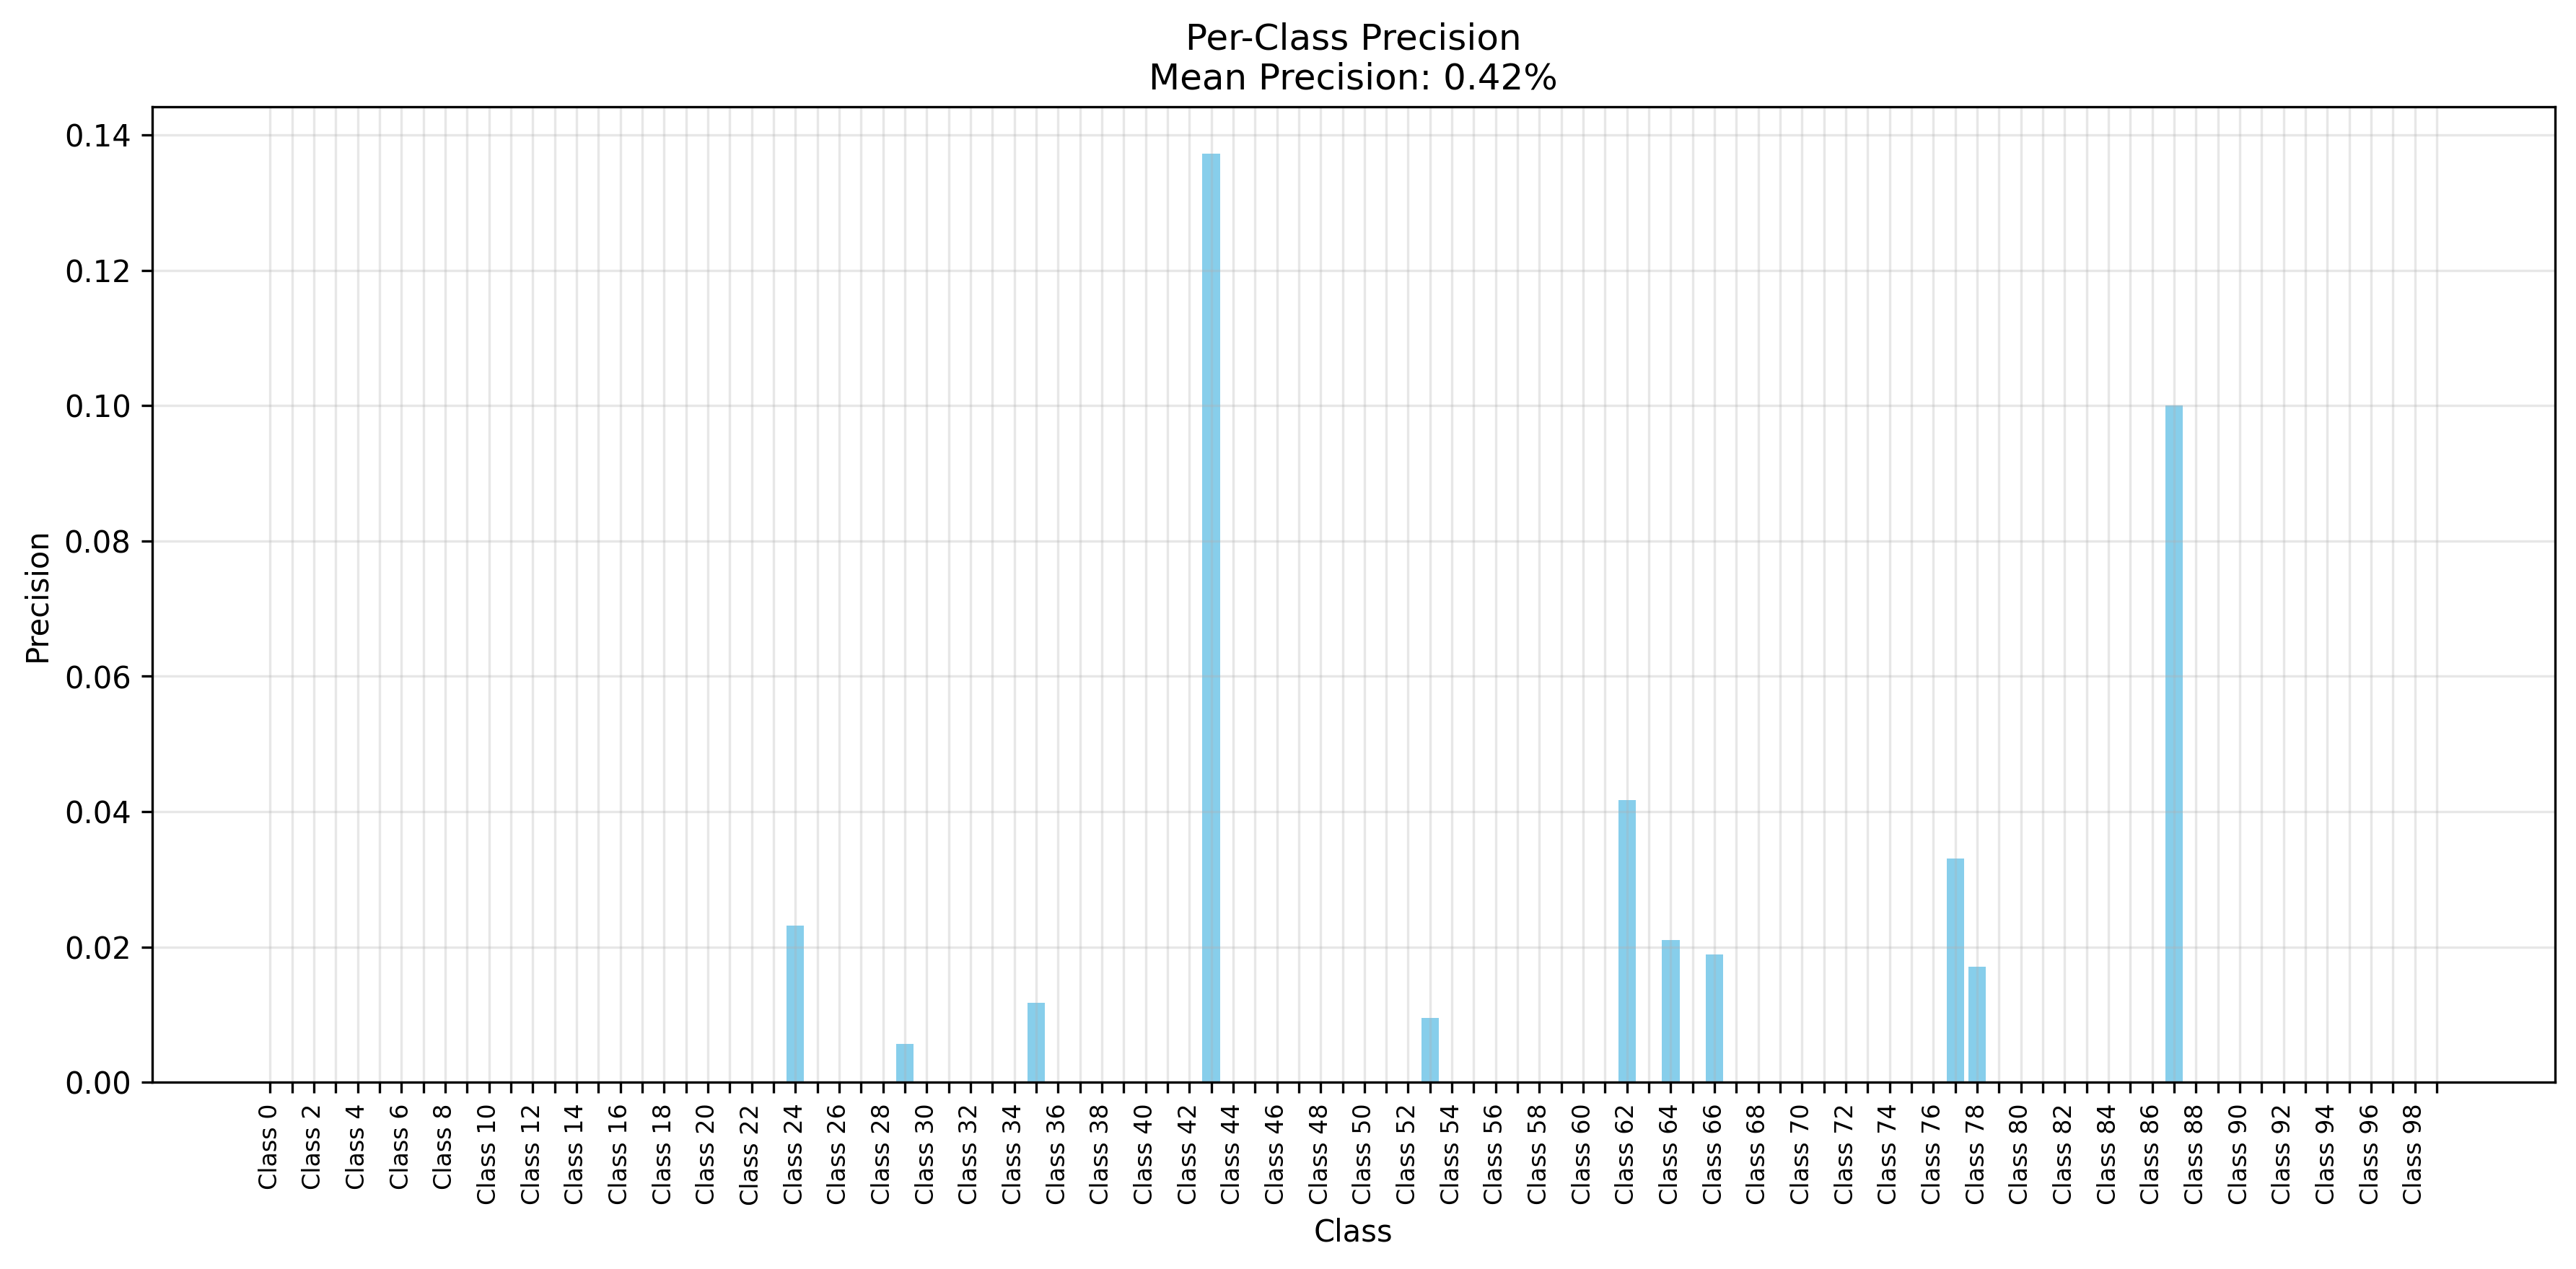 Per-Class Precision
Mean Precision: 0.42%
Precision
0.14
0.12
0.10
0.08
0.06
0.04
0.02
0.00
Class 0
Class 2
Class 4
Class 6
Class 8
Class 10
Class 12
Class 14
Class 16
Class 18
Class 20
Class 22
Class 24
Class 26
Class 28
Class 30
Class 32
Class 34
Class 36
Class 38
Class 40
Class 42
Class 44
Class 46
Class 48
Class 50
Class 52
Class 54
Class 56
Class 58
Class 60
Class 62
Class 64
Class 66
Class 68
Class 70
Class 72
Class 74
Class 76
Class 78
Class 80
Class 82
Class 84
Class 86
Class 88
Class 90
Class 92
Class 94
Class 96
Class 98
Class